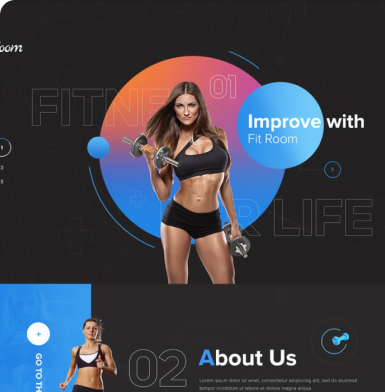 oom
FITNE
01
Improve with
Fit Room
1
2
3
3
R LIFE
+
GO TO TH
02
About Us
Lorem ipsum dolor sit amet, consectetur adipiscing elit, sed do eiusmod
tempor incididunt ut labore et dolore magna aliqua.